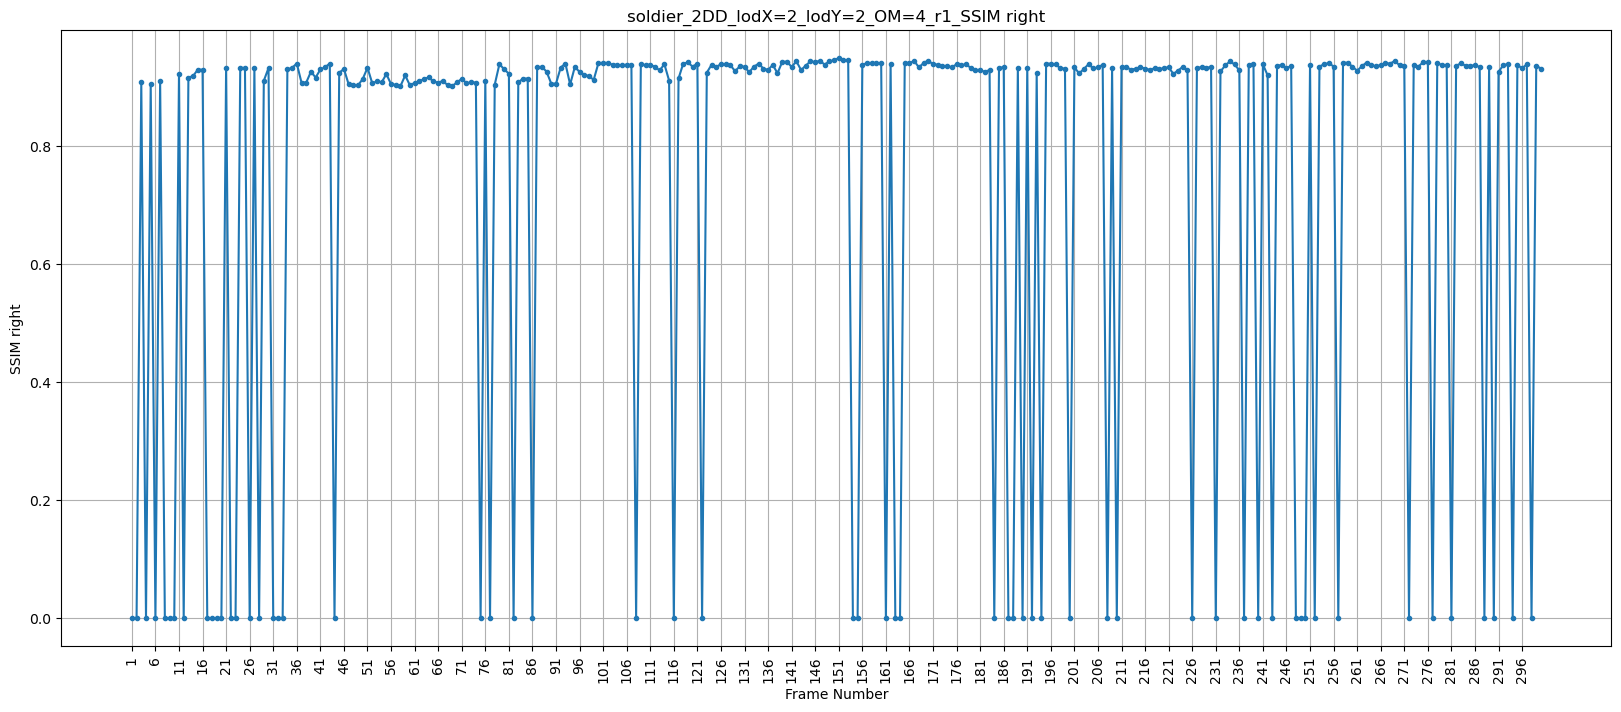 soldier_2DD_lodX=2_lodY=2_OM=4_r1_SSIM right
SSIM right
0.8
0.6
0.4
0.2
0.0
1 6 11 16 21 26 31 36 41 46 51 56 61 66 71 76 81 86 91 96 101 106 111 116 121 126 131 136 141 146 151 156 161 166 171 176 181 186 191 196 201 206 211 216 221 226 231 236 241 246 251 256 261 266 271 276 281 286 291 296
Frame Number